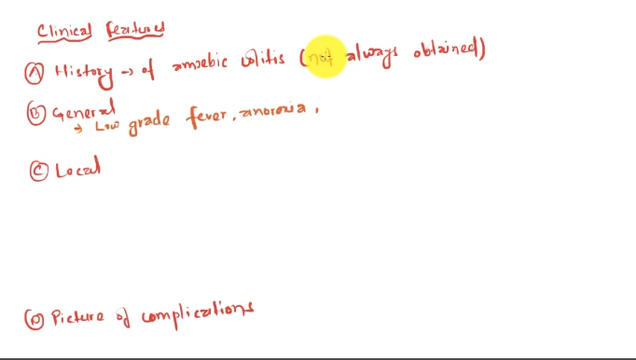 Clinical features
(A) History → of amoebic colitis (not always obtained)
(B) General
→ Low grade fever, anorexia,
(C) Local
(D) Picture of complications